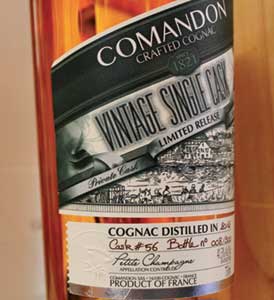 COMANDON
CRAFTED COGNAC
1821
VINTAGE SINGLE CASK
LIMITED RELEASE
Private Cask
COGNAC DISTILLED IN
Cask #56 Bottle n°
Petite Champagne
APPELLATION
PRODUCT OF FRANCE